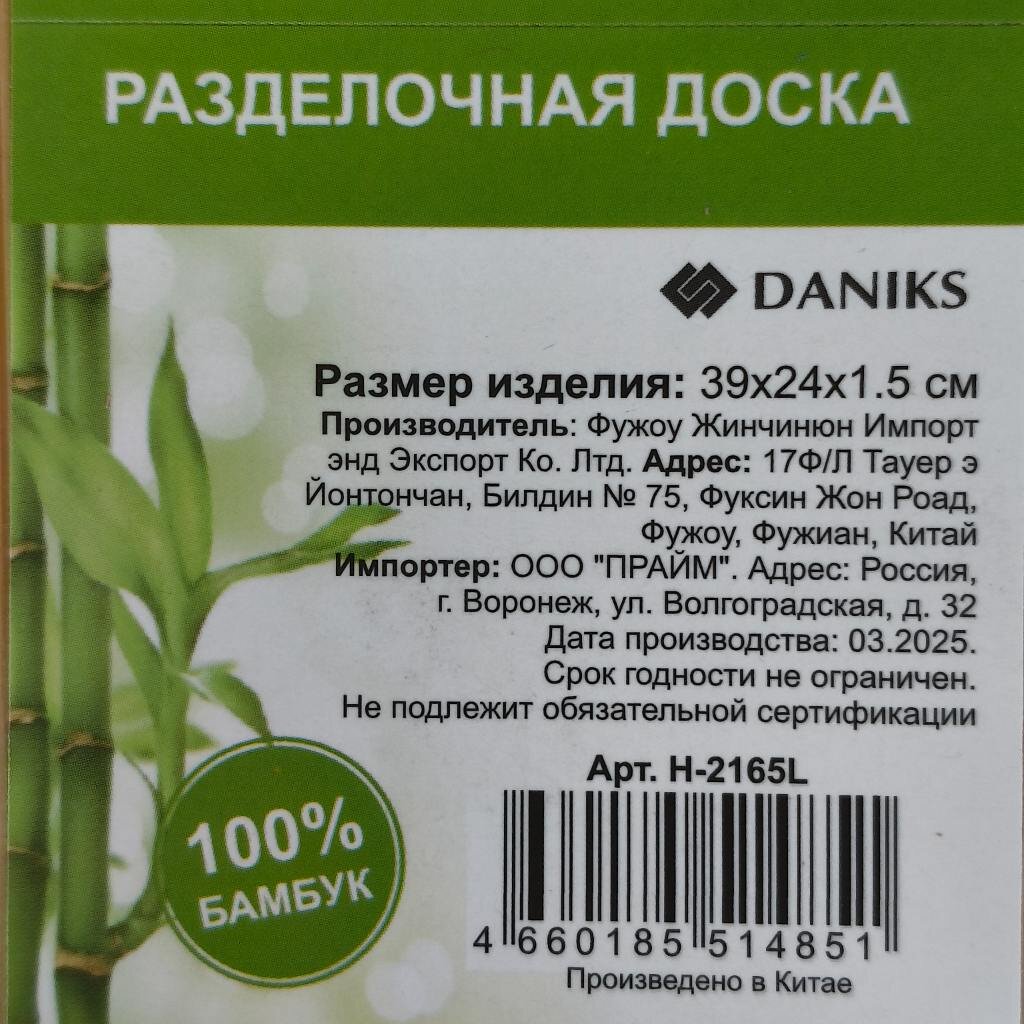 РАЗДЕЛОЧНАЯ ДОСКА
DANIKS
Размер изделия: 39x24x1.5 см
Производитель: Фужоу Жинчинюн Импорт
энд Экспорт Ко. Лтд. Адрес: 17Ф/Л Тауер э
Йонтончан, Билдин № 75, Фуксин Жон Роад,
Фужоу, Фужиан, Китай
Импортер: ООО "ПРАЙМ". Адрес: Россия,
г. Воронеж, ул. Волгоградская, д. 32
Дата производства: 03.2025.
Срок годности не ограничен.
Не подлежит обязательной сертификации
Арт. H-2165L
100%
БАМБУК
4 660185 514851
Произведено в Китае